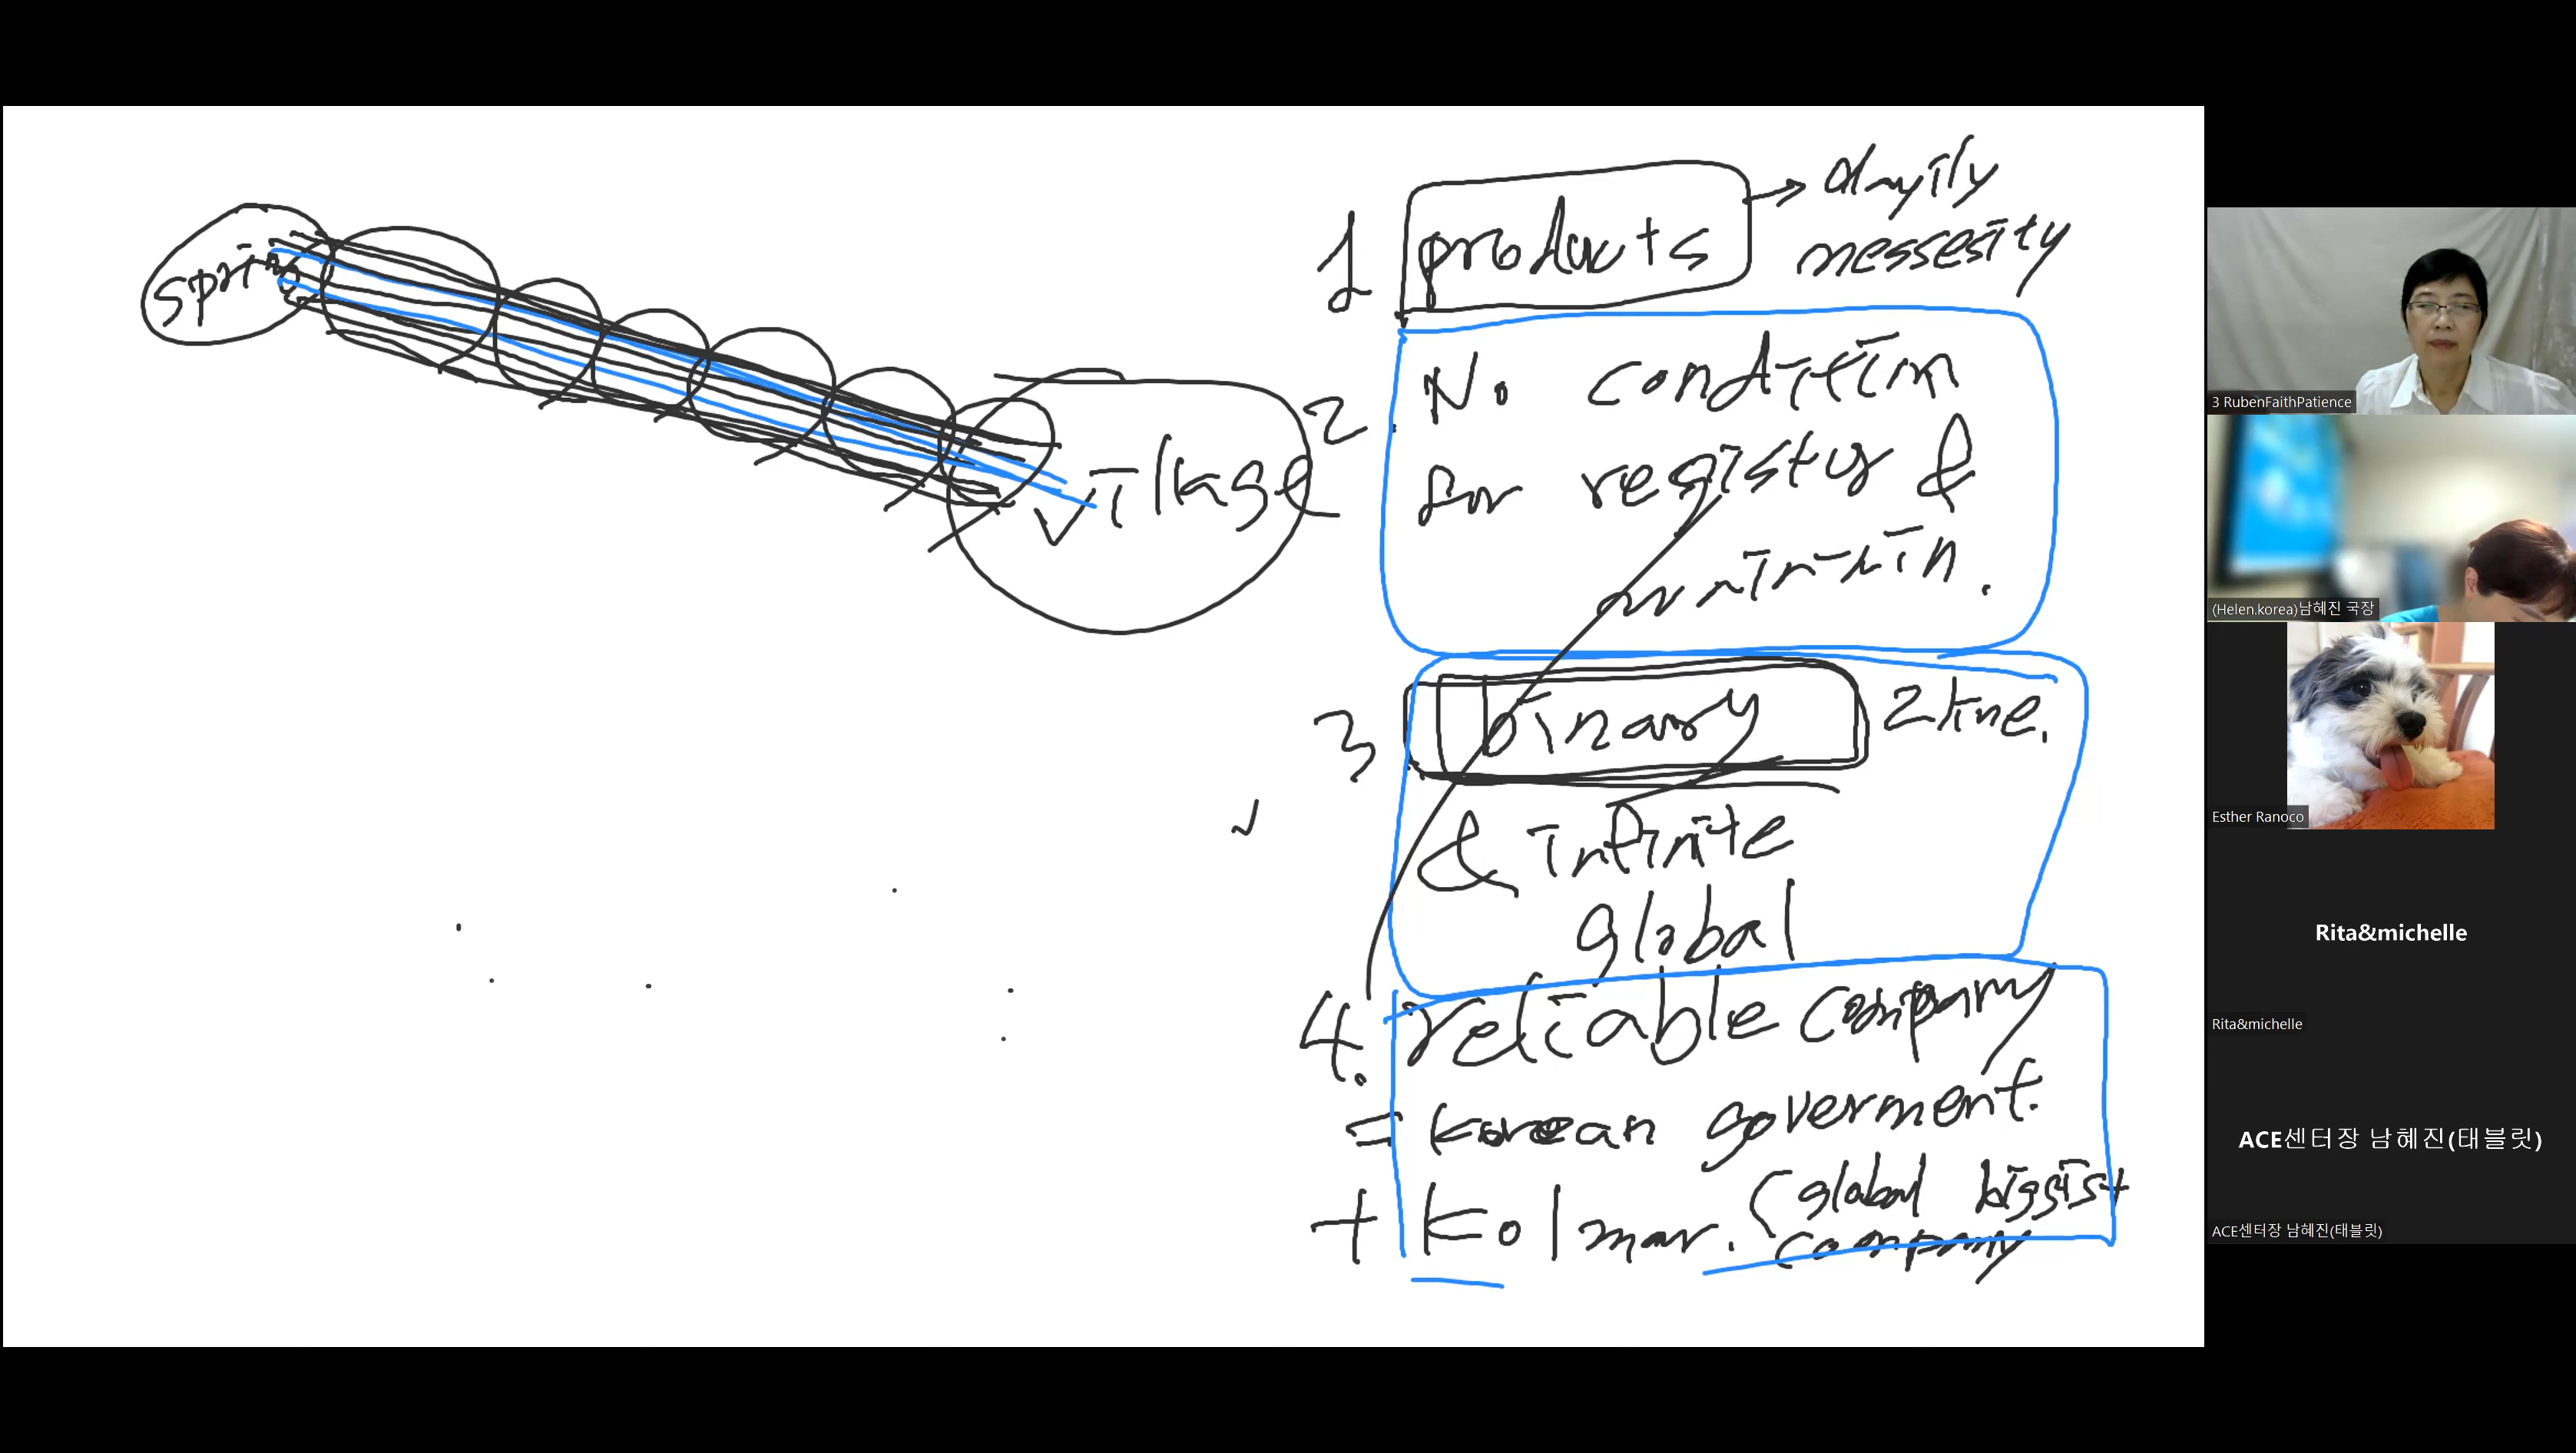 spring
vilkge
1 products → dayily
messesity
2. No condition
for registry &
3 binary 2 line.
& infinite
global
4. reliable company
= korean goverment.
+ kolmar. (global biggist
company
3 RubenFaithPatience
(Helen.korea)남혜진 국장
Esther Ranoco
Rita&michelle
Rita&michelle
ACE센터장 남혜진(태블릿)
ACE센터장 남혜진(태블릿)